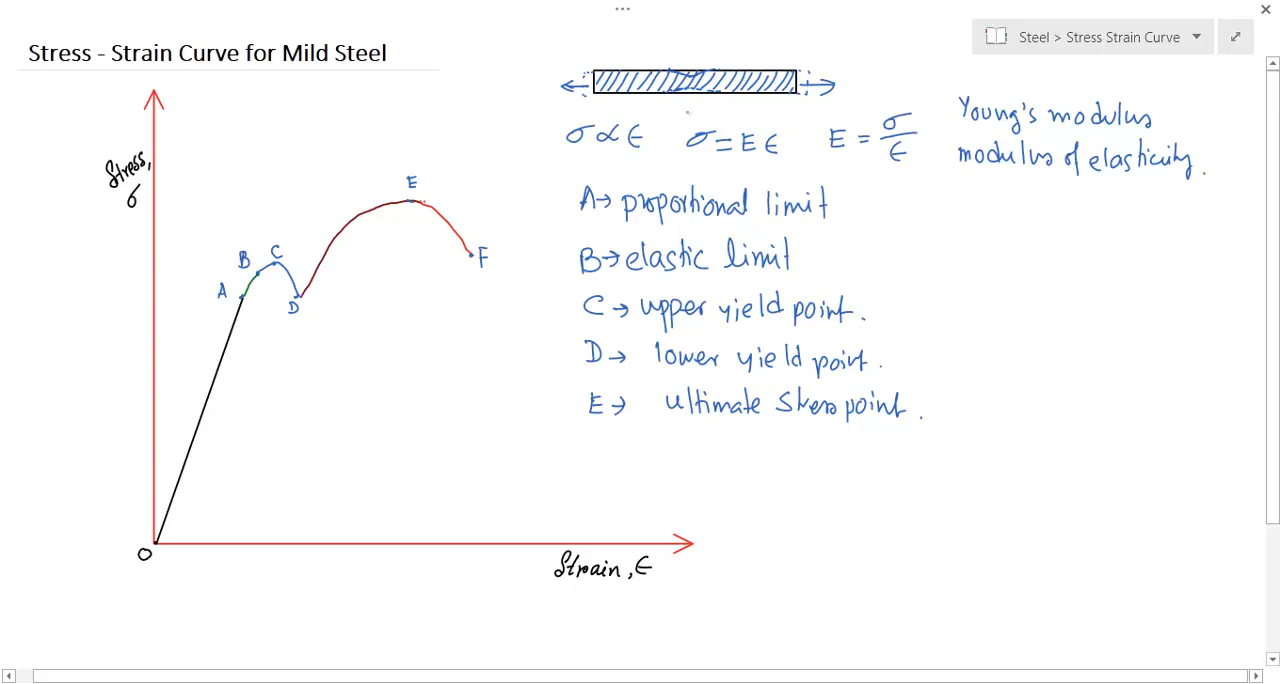 Steel > Stress Strain Curve
Stress - Strain Curve for Mild Steel
Stress,
σ
A
B
C
D
E
F
O
Strain, ϵ
σ ∝ ϵ σ = E ϵ E = σ/ϵ
Young's modulus
modulus of elasticity.
A → proportional limit
B → elastic limit
C → upper yield point.
D → lower yield point.
E → ultimate stress point.